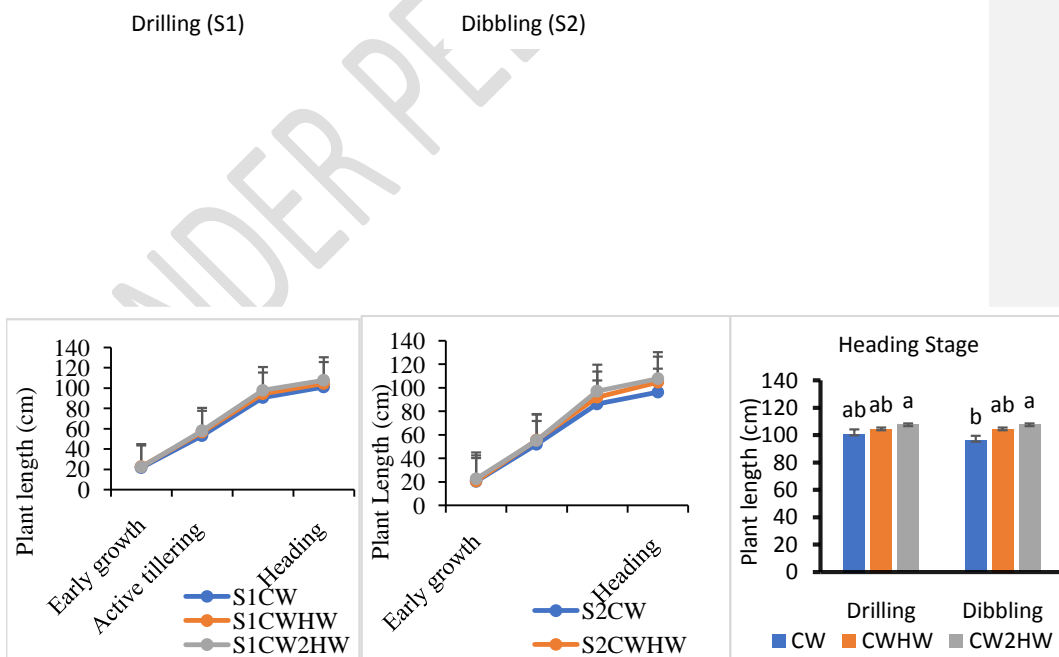 Drilling (S1)
Dibbling (S2)
UNDER PEE
Plant length (cm)
140
120
100
80
60
40
20
0
Early growth
Active tillering
Heading
S1CW
S1CWHW
S1CW2HW
Plant Length (cm)
140
120
100
80
60
40
20
0
Early growth
Heading
S2CW
S2CWHW
Heading Stage
Plant length (cm)
140
120
100
80
60
40
20
0
ab ab a
b ab a
Drilling Dibbling
CW CWHW CW2HW